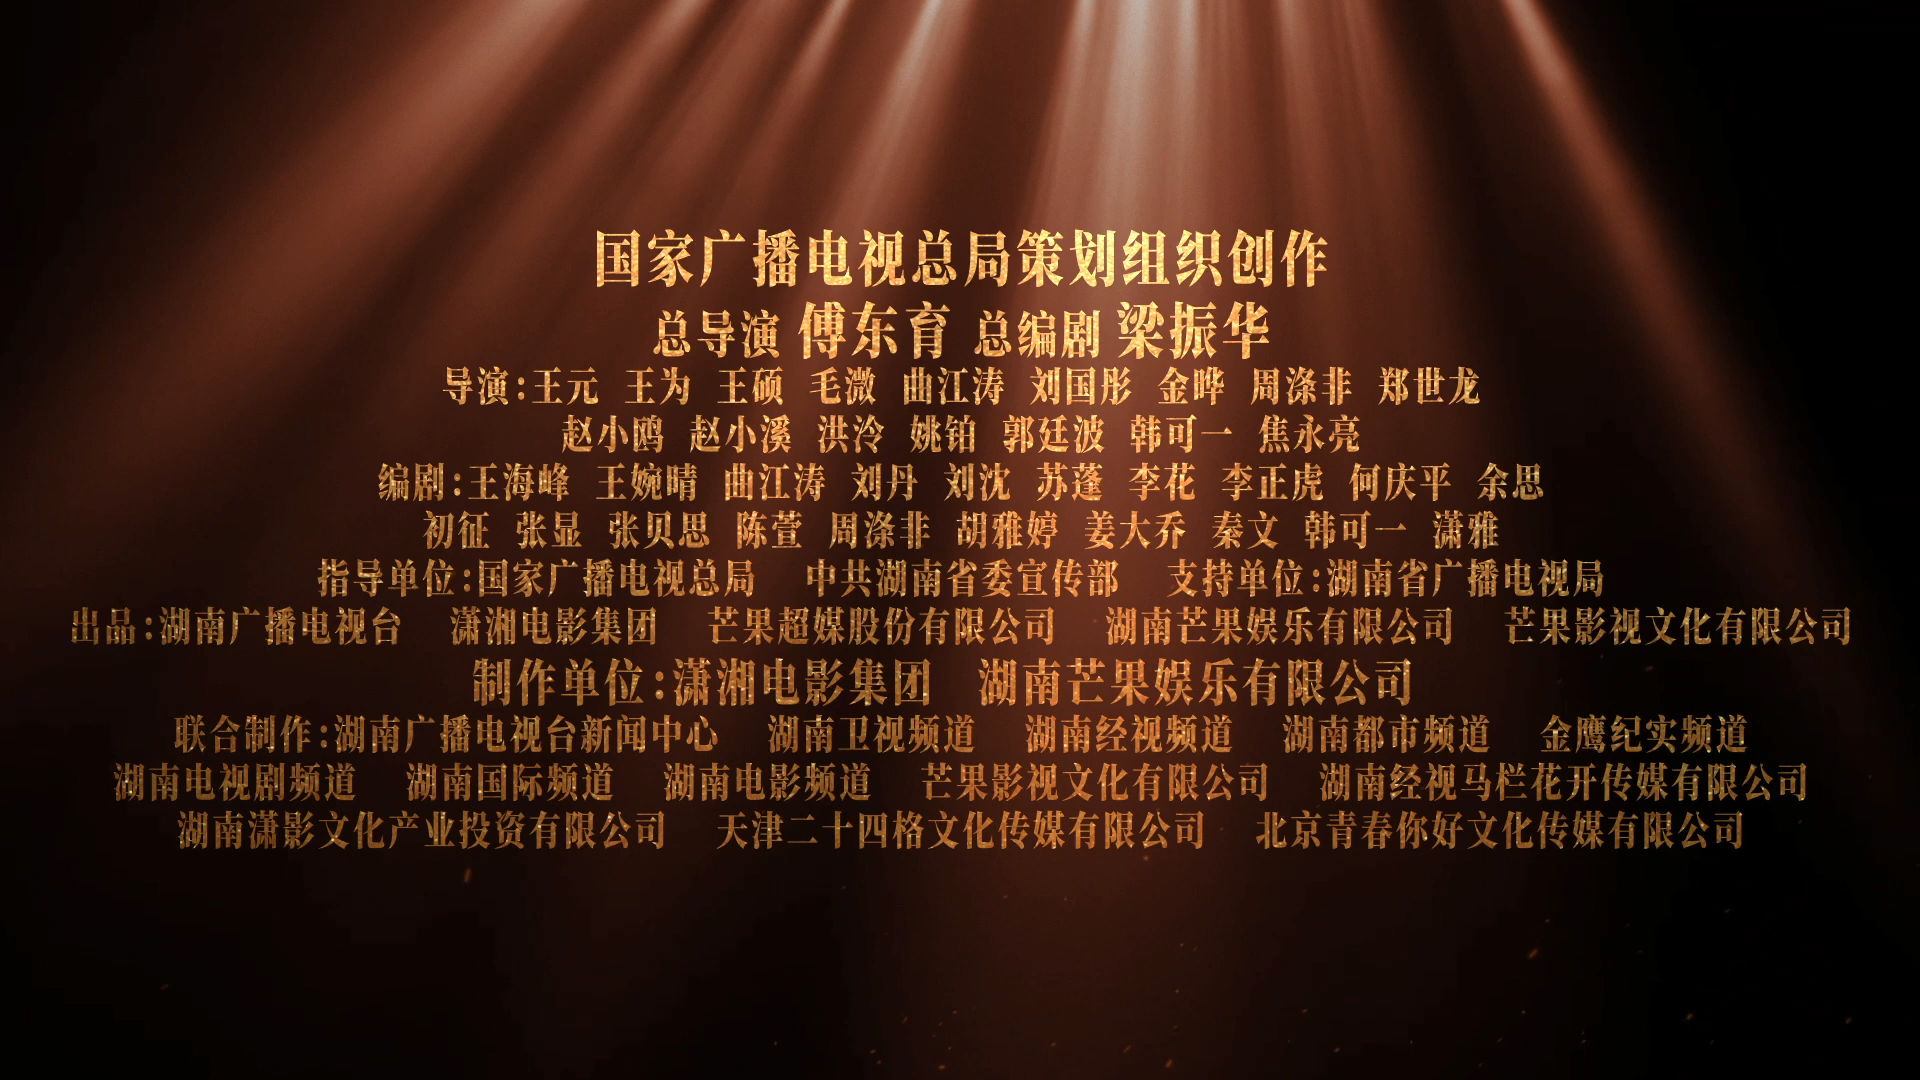 国家广播电视总局策划组织创作
总导演 傅东育 总编剧 梁振华
导演:王元 王为 王硕 毛溦 曲江涛 刘国彤 金晔 周涤非 郑世龙
赵小鸥 赵小溪 洪泠 姚铂 郭廷波 韩可一 焦永亮
编剧:王海峰 王婉晴 曲江涛 刘丹 刘沈 苏蓬 李花 李正虎 何庆平 余思
初征 张显 张贝思 陈萱 周涤非 胡雅婷 姜大乔 秦文 韩可一 潇雅
指导单位:国家广播电视总局 中共湖南省委宣传部 支持单位:湖南省广播电视局
出品:湖南广播电视台 潇湘电影集团 芒果超媒股份有限公司 湖南芒果娱乐有限公司 芒果影视文化有限公司
制作单位:潇湘电影集团 湖南芒果娱乐有限公司
联合制作:湖南广播电视台新闻中心 湖南卫视频道 湖南经视频道 湖南都市频道 金鹰纪实频道
湖南电视剧频道 湖南国际频道 湖南电影频道 芒果影视文化有限公司 湖南经视马栏花开传媒有限公司
湖南潇影文化产业投资有限公司 天津二十四格文化传媒有限公司 北京青春你好文化传媒有限公司